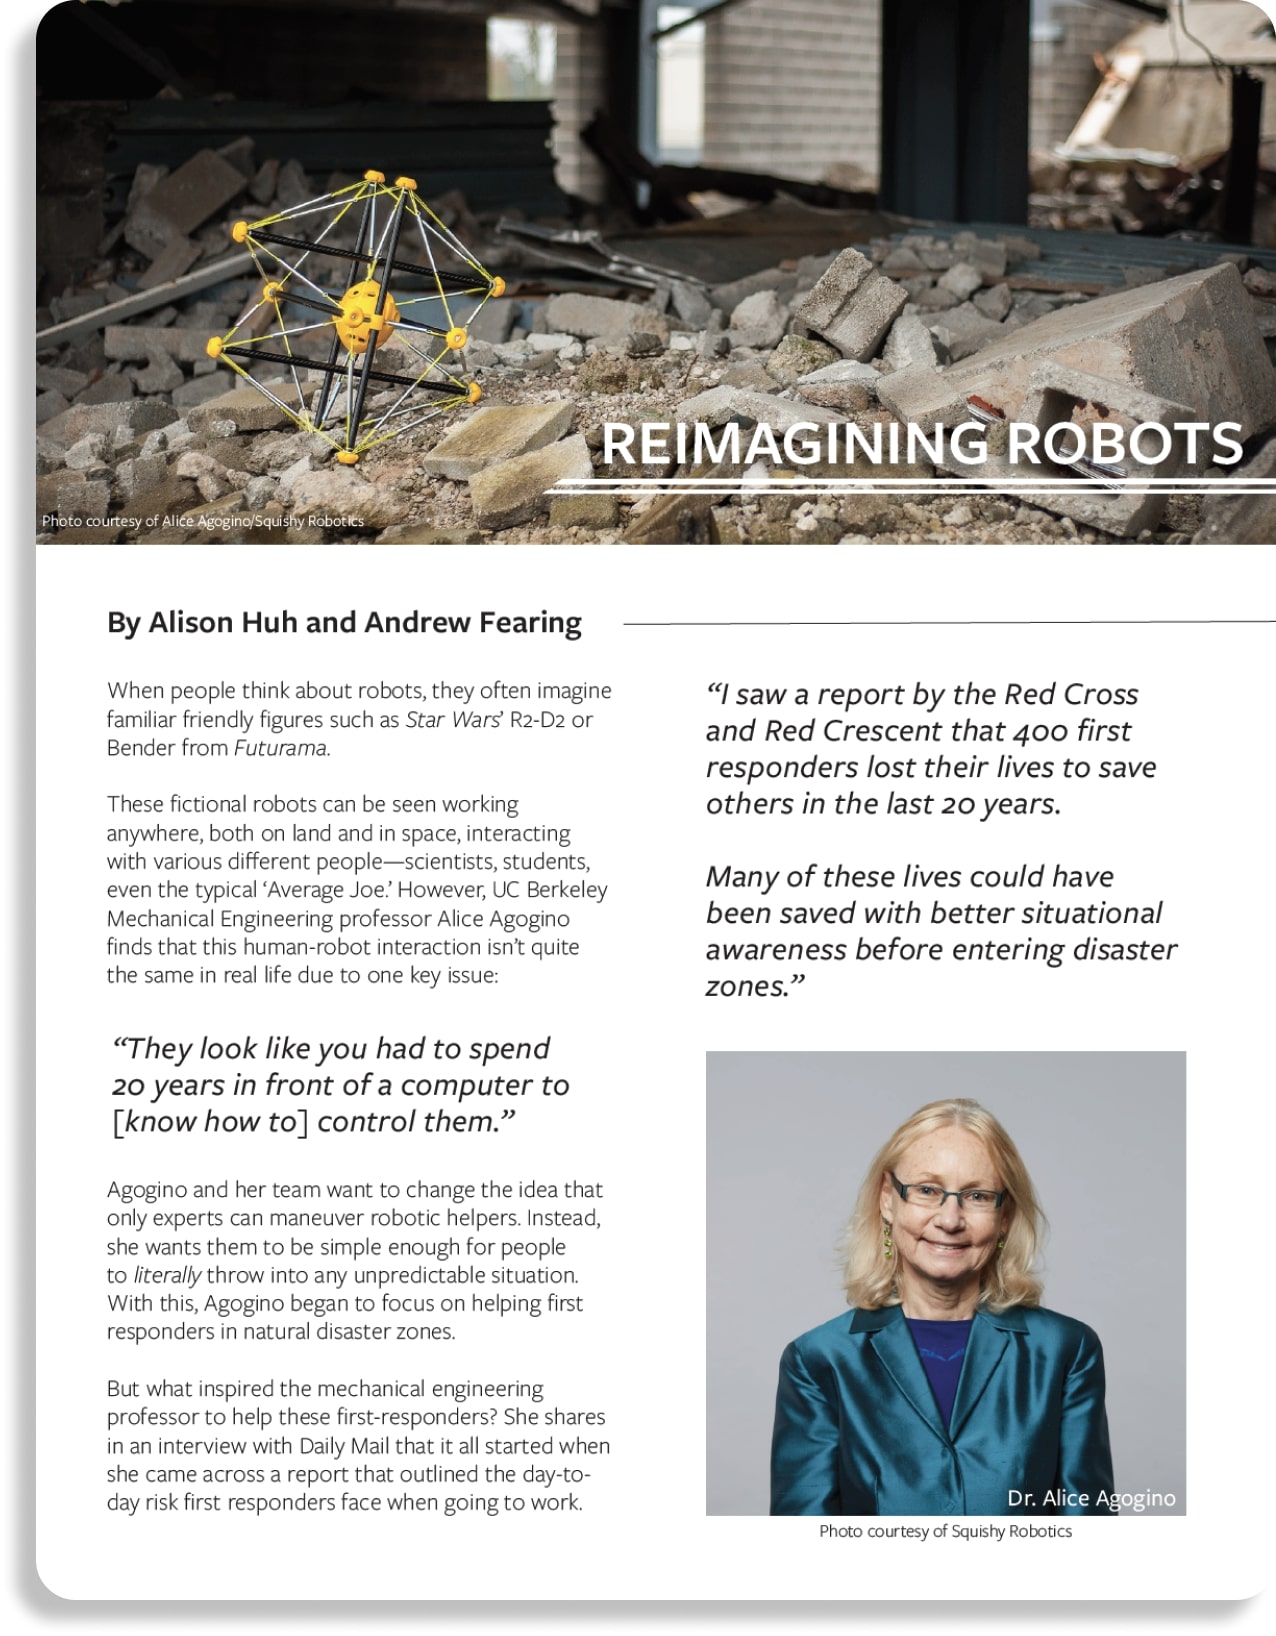 REIMAGINING ROBOTS
Photo courtesy of Alice Agogino/Squishy Robotics
By Alison Huh and Andrew Fearing
When people think about robots, they often imagine
familiar friendly figures such as Star Wars’ R2-D2 or
Bender from Futurama.
These fictional robots can be seen working
anywhere, both on land and in space, interacting
with various different people—scientists, students,
even the typical ‘Average Joe.’ However, UC Berkeley
Mechanical Engineering professor Alice Agogino
finds that this human-robot interaction isn’t quite
the same in real life due to one key issue:
“They look like you had to spend
20 years in front of a computer to
[know how to] control them.”
Agogino and her team want to change the idea that
only experts can maneuver robotic helpers. Instead,
she wants them to be simple enough for people
to literally throw into any unpredictable situation.
With this, Agogino began to focus on helping first
responders in natural disaster zones.
But what inspired the mechanical engineering
professor to help these first-responders? She shares
in an interview with Daily Mail that it all started when
she came across a report that outlined the day-to-
day risk first responders face when going to work.
“I saw a report by the Red Cross
and Red Crescent that 400 first
responders lost their lives to save
others in the last 20 years.
Many of these lives could have
been saved with better situational
awareness before entering disaster
zones.”
Dr. Alice Agogino
Photo courtesy of Squishy Robotics